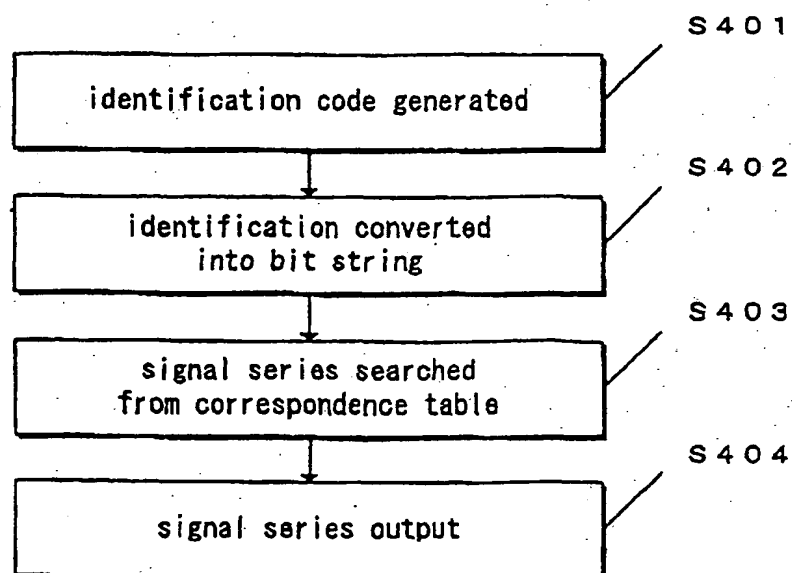 S401
identification code generated
S402
identification converted
into bit string
S403
signal series searched
from correspondence table
S404
signal series output